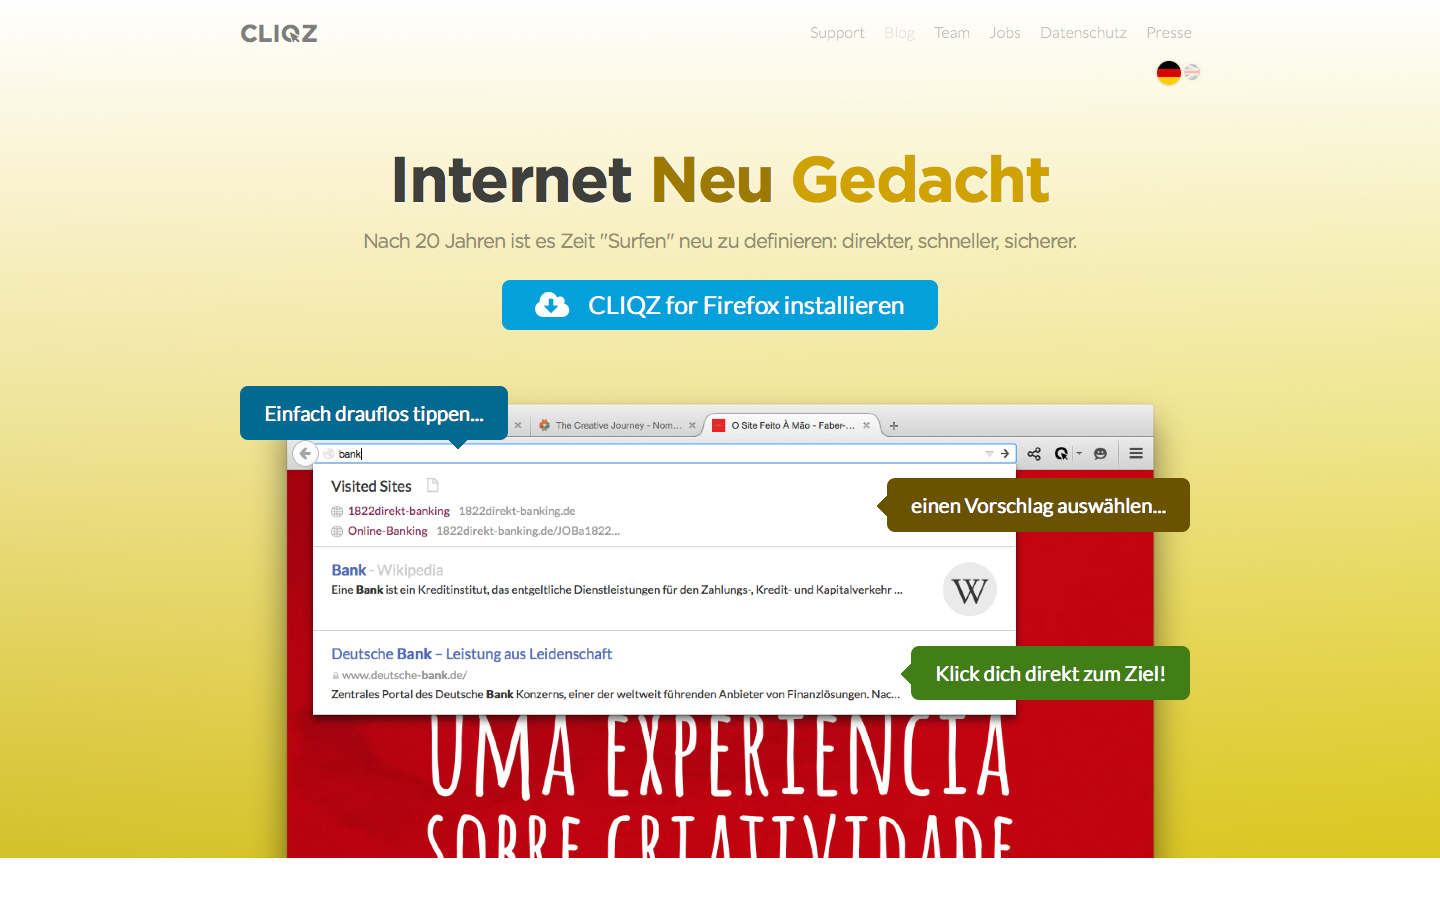 CLIQZ
Support Blog Team Jobs Datenschutz Presse
Internet Neu Gedacht
Nach 20 Jahren ist es Zeit "Surfen" neu zu definieren: direkter, schneller, sicherer.
CLIQZ for Firefox installieren
Einfach drauflos tippen...
The Creative Journey - Nom...
O Site Feito À Mão - Faber-...
bank
Visited Sites
1822direkt-banking 1822direkt-banking.de
Online-Banking 1822direkt-banking.de/JOBa1822...
einen Vorschlag auswählen...
Bank - Wikipedia
Eine Bank ist ein Kreditinstitut, das entgeltliche Dienstleistungen für den Zahlungs-, Kredit- und Kapitalverkehr ...
W
Deutsche Bank – Leistung aus Leidenschaft
www.deutsche-bank.de/
Zentrales Portal des Deutsche Bank Konzerns, einer der weltweit führenden Anbieter von Finanzlösungen. Nac...
Klick dich direkt zum Ziel!
UMA EXPERIENCIA
SOBRE CRIATIVIDADE